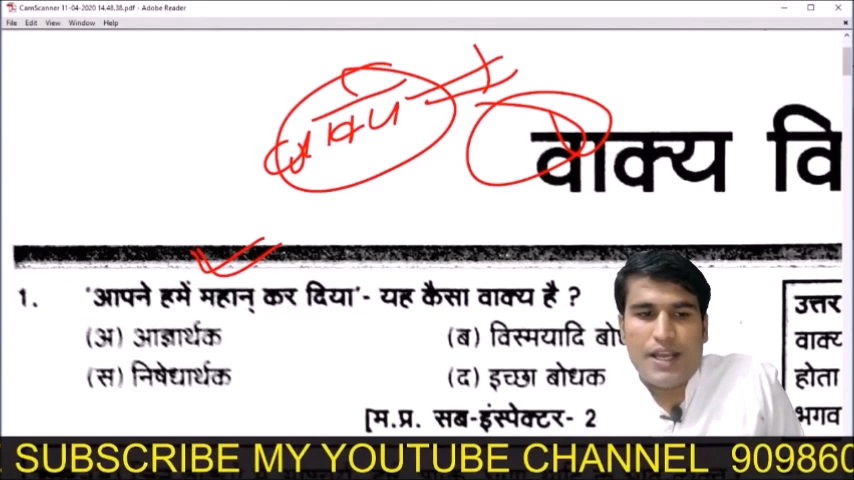 CamScanner 11-04-2020 14.48.38.pdf - Adobe Reader
File Edit View Window Help
वाक्य वि
1. 'आपने हमें महान् कर दिया'- यह कैसा वाक्य है ?
(अ) आज्ञार्थक (ब) विस्मयादि बो
(स) निषेधार्थक (द) इच्छा बोधक
[म.प्र. सब-इंस्पेक्टर- 2
उत्तर
वाक्य
होता
भगव
SUBSCRIBE MY YOUTUBE CHANNEL 909860